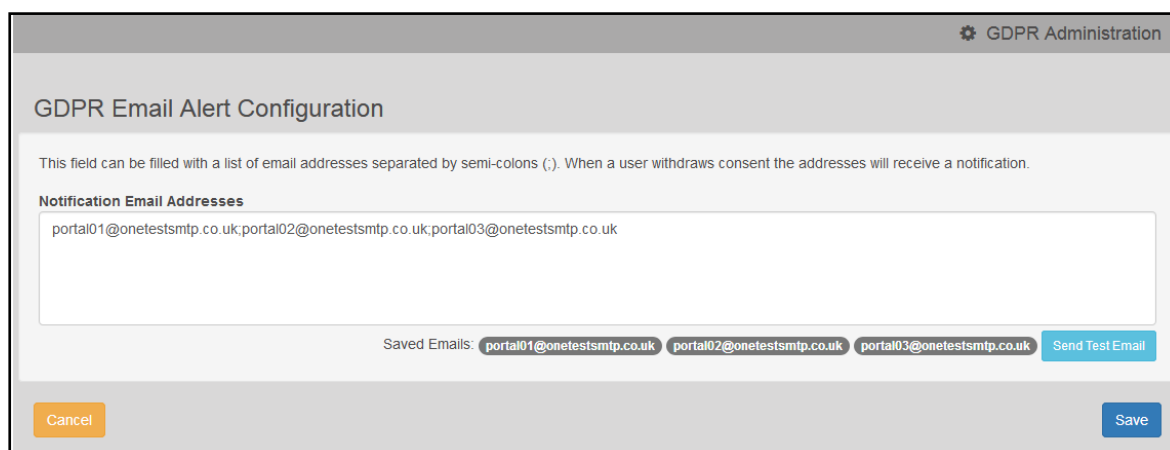 GDPR Administration
GDPR Email Alert Configuration
This field can be filled with a list of email addresses separated by semi-colons (;). When a user withdraws consent the addresses will receive a notification.
Notification Email Addresses
portal01@onetestsmtp.co.uk;portal02@onetestsmtp.co.uk;portal03@onetestsmtp.co.uk
Saved Emails: portal01@onetestsmtp.co.uk portal02@onetestsmtp.co.uk portal03@onetestsmtp.co.uk Send Test Email
Cancel Save